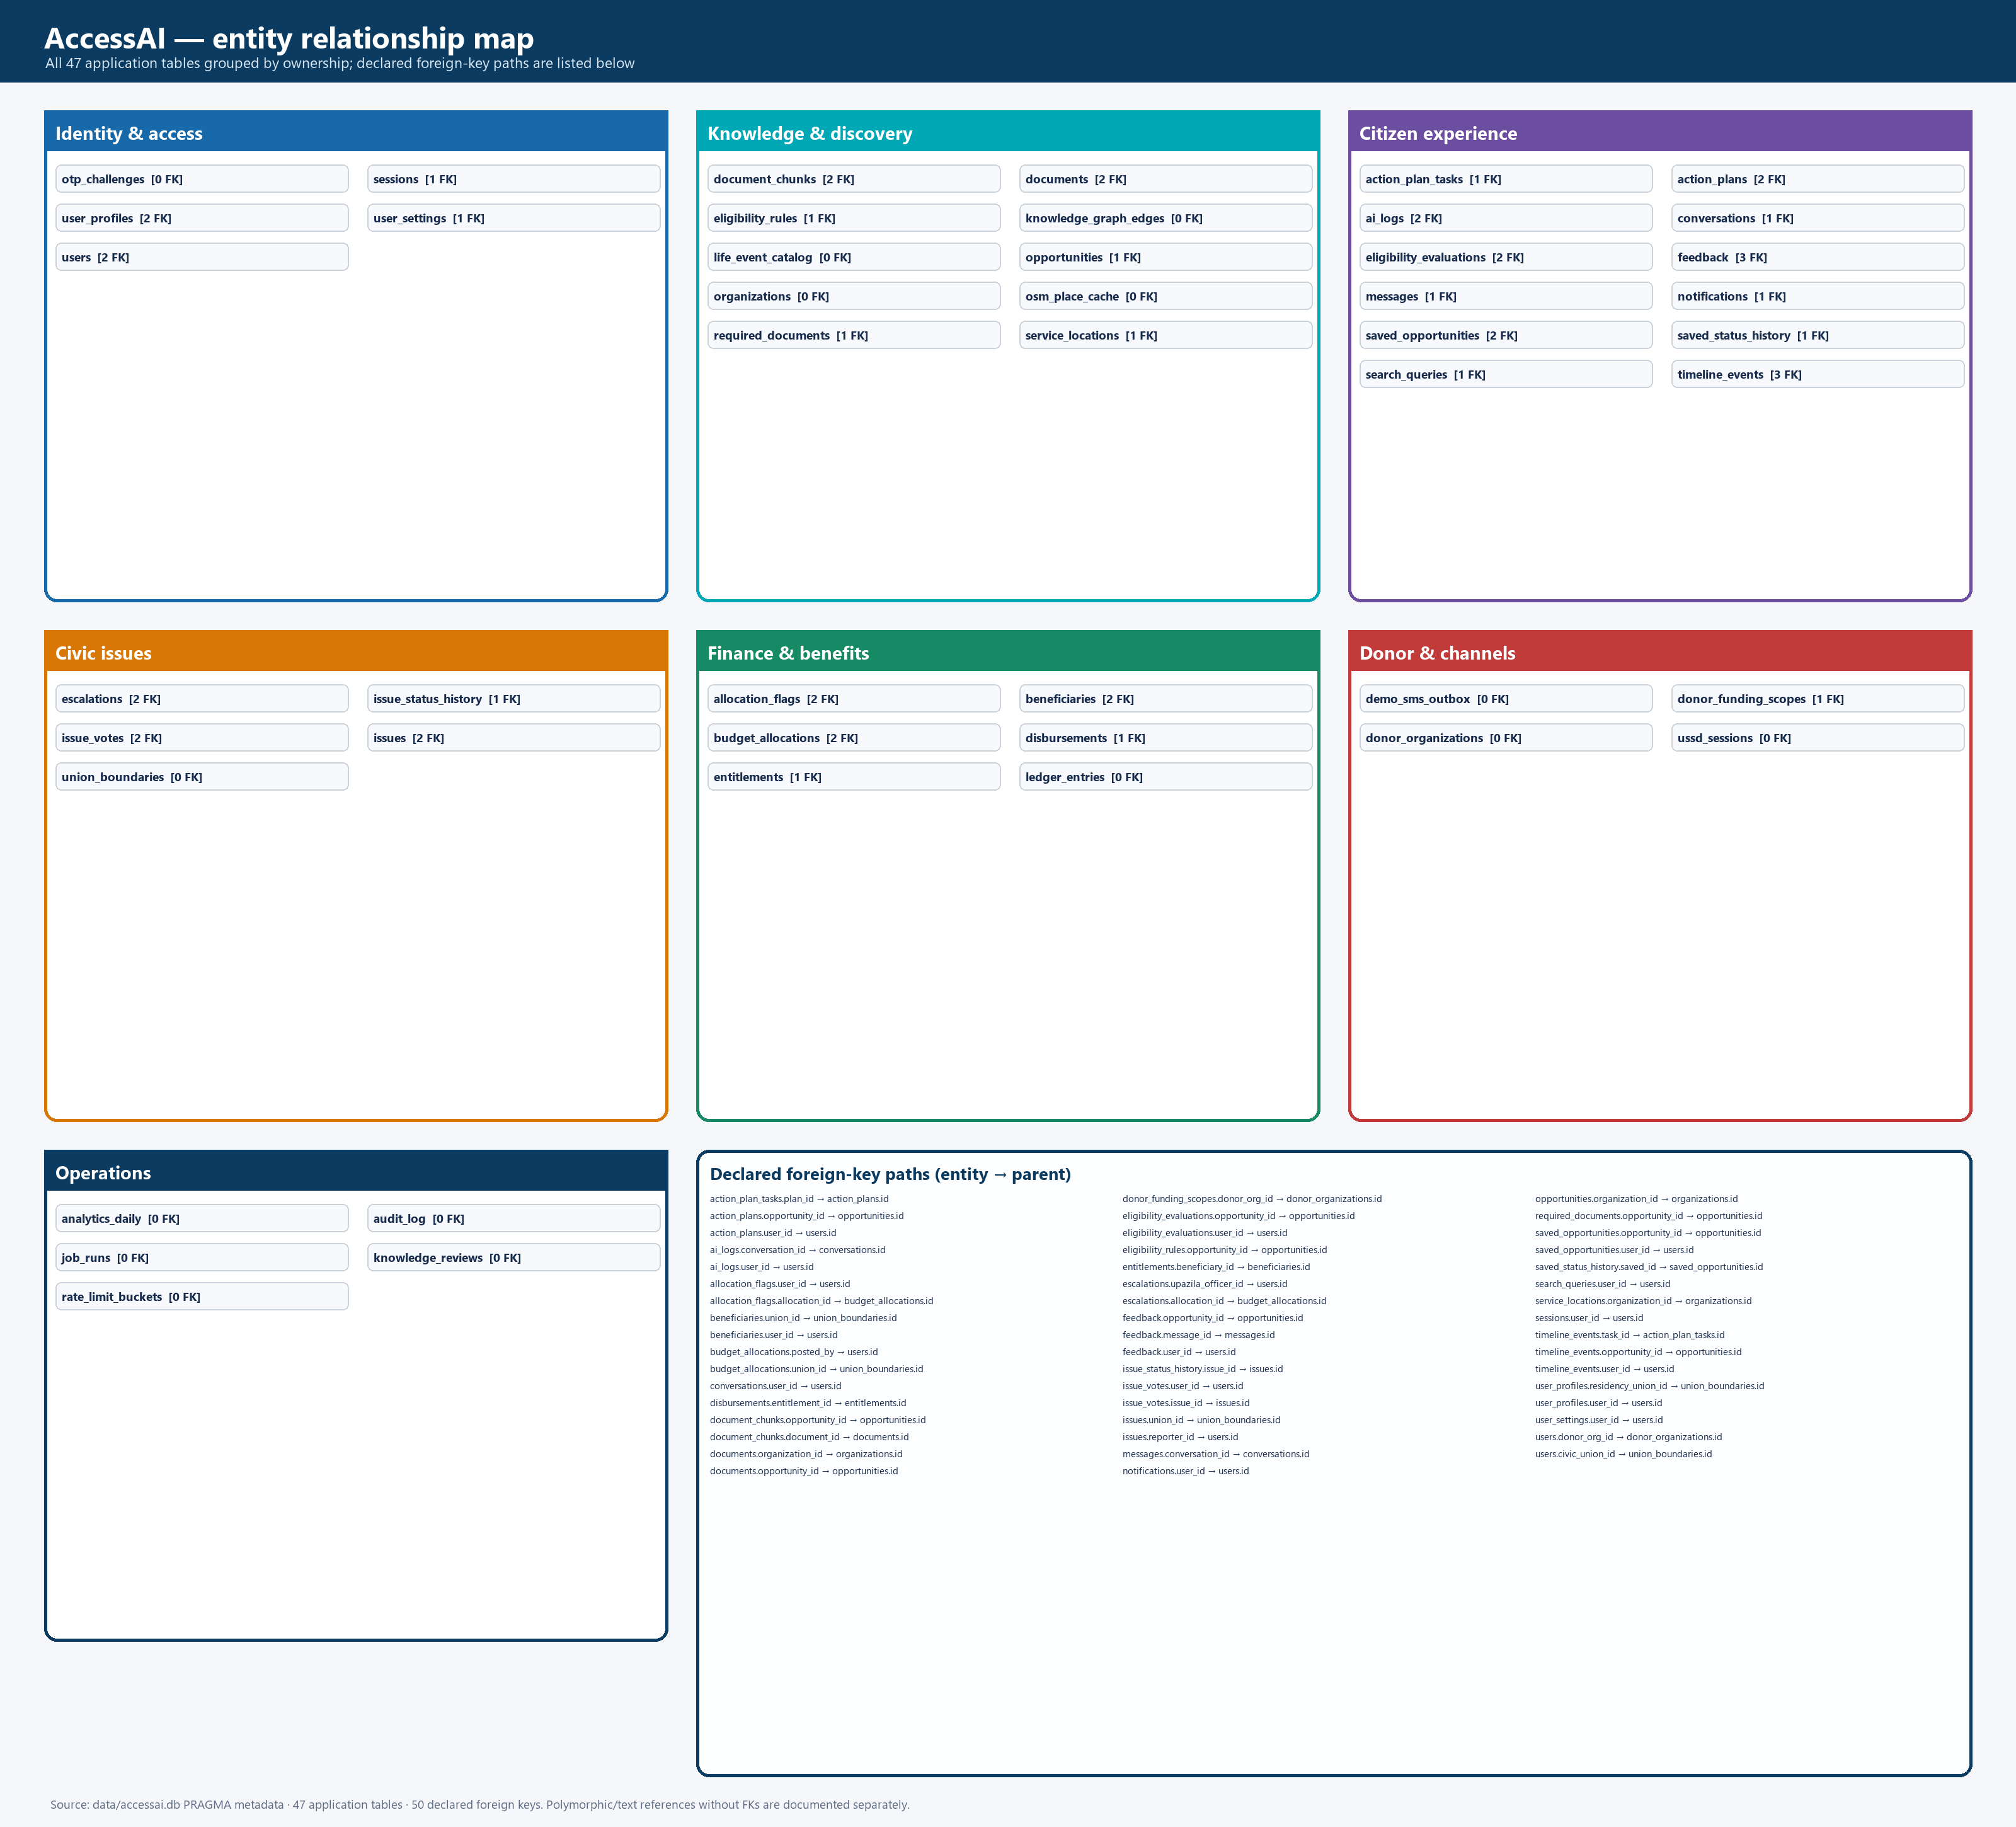 AccessAI — entity relationship map
All 47 application tables grouped by ownership; declared foreign-key paths are listed below
Identity & access
otp_challenges [0 FK]
sessions [1 FK]
user_profiles [2 FK]
user_settings [1 FK]
users [2 FK]
Knowledge & discovery
document_chunks [2 FK]
documents [2 FK]
eligibility_rules [1 FK]
knowledge_graph_edges [0 FK]
life_event_catalog [0 FK]
opportunities [1 FK]
organizations [0 FK]
osm_place_cache [0 FK]
required_documents [1 FK]
service_locations [1 FK]
Citizen experience
action_plan_tasks [1 FK]
action_plans [2 FK]
ai_logs [2 FK]
conversations [1 FK]
eligibility_evaluations [2 FK]
feedback [3 FK]
messages [1 FK]
notifications [1 FK]
saved_opportunities [2 FK]
saved_status_history [1 FK]
search_queries [1 FK]
timeline_events [3 FK]
Civic issues
escalations [2 FK]
issue_status_history [1 FK]
issue_votes [2 FK]
issues [2 FK]
union_boundaries [0 FK]
Finance & benefits
allocation_flags [2 FK]
beneficiaries [2 FK]
budget_allocations [2 FK]
disbursements [1 FK]
entitlements [1 FK]
ledger_entries [0 FK]
Donor & channels
demo_sms_outbox [0 FK]
donor_funding_scopes [1 FK]
donor_organizations [0 FK]
ussd_sessions [0 FK]
Operations
analytics_daily [0 FK]
audit_log [0 FK]
job_runs [0 FK]
knowledge_reviews [0 FK]
rate_limit_buckets [0 FK]
Declared foreign-key paths (entity → parent)
action_plan_tasks.plan_id → action_plans.id
action_plans.opportunity_id → opportunities.id
action_plans.user_id → users.id
ai_logs.conversation_id → conversations.id
ai_logs.user_id → users.id
allocation_flags.user_id → users.id
allocation_flags.allocation_id → budget_allocations.id
beneficiaries.union_id → union_boundaries.id
beneficiaries.user_id → users.id
budget_allocations.posted_by → users.id
budget_allocations.union_id → union_boundaries.id
conversations.user_id → users.id
disbursements.entitlement_id → entitlements.id
document_chunks.opportunity_id → opportunities.id
document_chunks.document_id → documents.id
documents.organization_id → organizations.id
documents.opportunity_id → opportunities.id
donor_funding_scopes.donor_org_id → donor_organizations.id
eligibility_evaluations.opportunity_id → opportunities.id
eligibility_evaluations.user_id → users.id
eligibility_rules.opportunity_id → opportunities.id
entitlements.beneficiary_id → beneficiaries.id
escalations.upazila_officer_id → users.id
escalations.allocation_id → budget_allocations.id
feedback.opportunity_id → opportunities.id
feedback.message_id → messages.id
feedback.user_id → users.id
issue_status_history.issue_id → issues.id
issue_votes.user_id → users.id
issue_votes.issue_id → issues.id
issues.union_id → union_boundaries.id
issues.reporter_id → users.id
messages.conversation_id → conversations.id
notifications.user_id → users.id
opportunities.organization_id → organizations.id
required_documents.opportunity_id → opportunities.id
saved_opportunities.opportunity_id → opportunities.id
saved_opportunities.user_id → users.id
saved_status_history.saved_id → saved_opportunities.id
search_queries.user_id → users.id
service_locations.organization_id → organizations.id
sessions.user_id → users.id
timeline_events.task_id → action_plan_tasks.id
timeline_events.opportunity_id → opportunities.id
timeline_events.user_id → users.id
user_profiles.residency_union_id → union_boundaries.id
user_profiles.user_id → users.id
user_settings.user_id → users.id
users.donor_org_id → donor_organizations.id
users.civic_union_id → union_boundaries.id
Source: data/accessai.db PRAGMA metadata · 47 application tables · 50 declared foreign keys. Polymorphic/text references without FKs are documented separately.